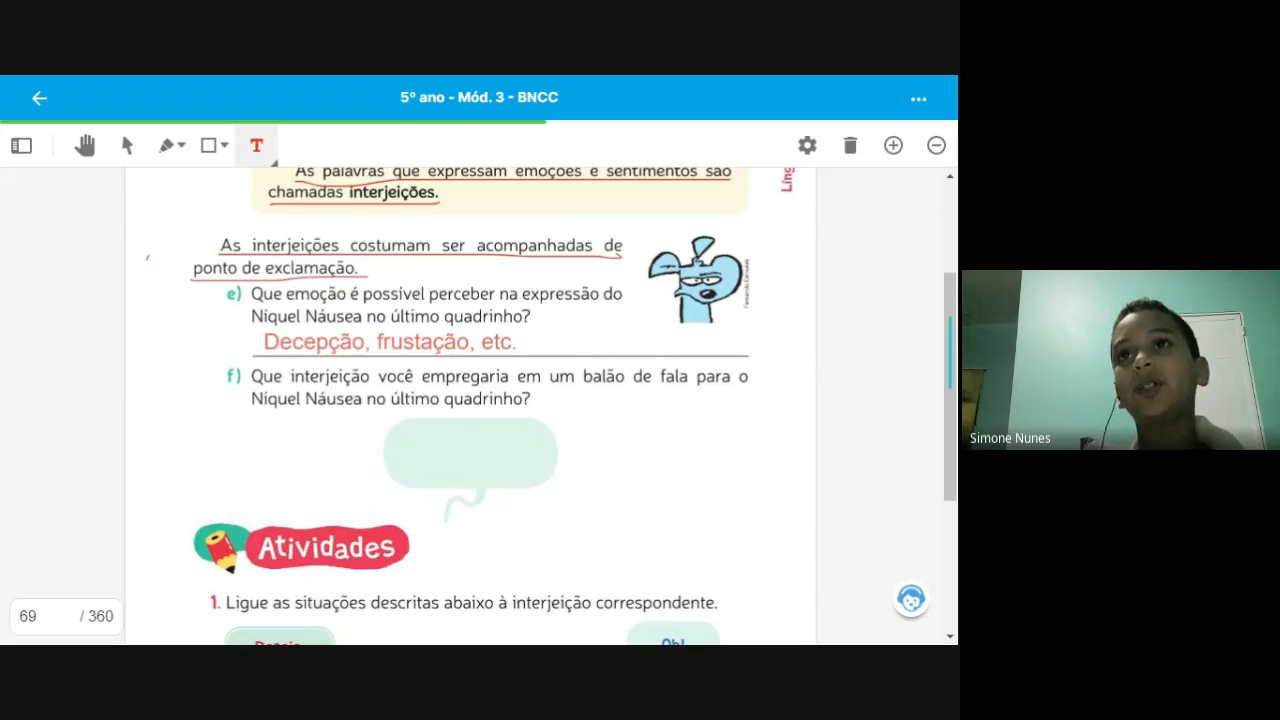 5º ano - Mód. 3 - BNCC
T
As palavras que expressam emoções e sentimentos são
chamadas interjeições.
Líng
As interjeições costumam ser acompanhadas de
ponto de exclamação.
e) Que emoção é possível perceber na expressão do
Níquel Náusea no último quadrinho?
Decepção, frustação, etc.
f) Que interjeição você empregaria em um balão de fala para o
Níquel Náusea no último quadrinho?
Atividades
1. Ligue as situações descritas abaixo à interjeição correspondente.
Desejo
Oh!
69 / 360
Simone Nunes